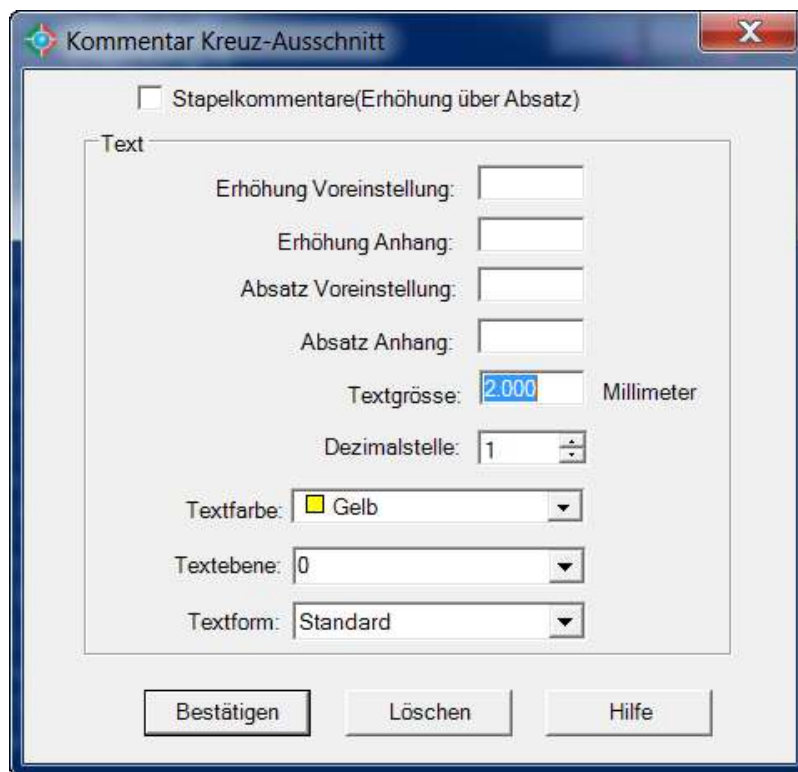 Kommentar Kreuz-Ausschnitt
Stapelkommentare(Erhöhung über Absatz)
Text
Erhöhung Voreinstellung:
Erhöhung Anhang:
Absatz Voreinstellung:
Absatz Anhang:
Textgrösse: 2.000 Millimeter
Dezimalstelle: 1
Textfarbe: Gelb
Textebene: 0
Textform: Standard
Bestätigen Löschen Hilfe